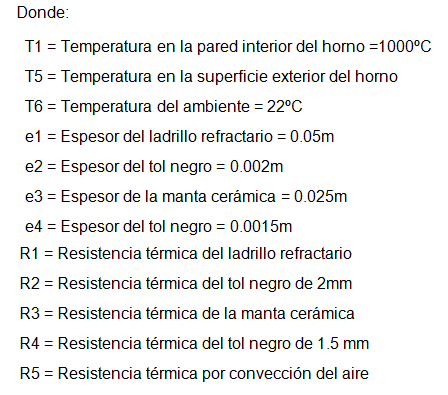 Donde:
T1 = Temperatura en la pared interior del horno =1000ºC
T5 = Temperatura en la superficie exterior del horno
T6 = Temperatura del ambiente = 22ºC
e1 = Espesor del ladrillo refractario = 0.05m
e2 = Espesor del tol negro = 0.002m
e3 = Espesor de la manta cerámica = 0.025m
e4 = Espesor del tol negro = 0.0015m
R1 = Resistencia térmica del ladrillo refractario
R2 = Resistencia térmica del tol negro de 2mm
R3 = Resistencia térmica de la manta cerámica
R4 = Resistencia térmica del tol negro de 1.5 mm
R5 = Resistencia térmica por convección del aire